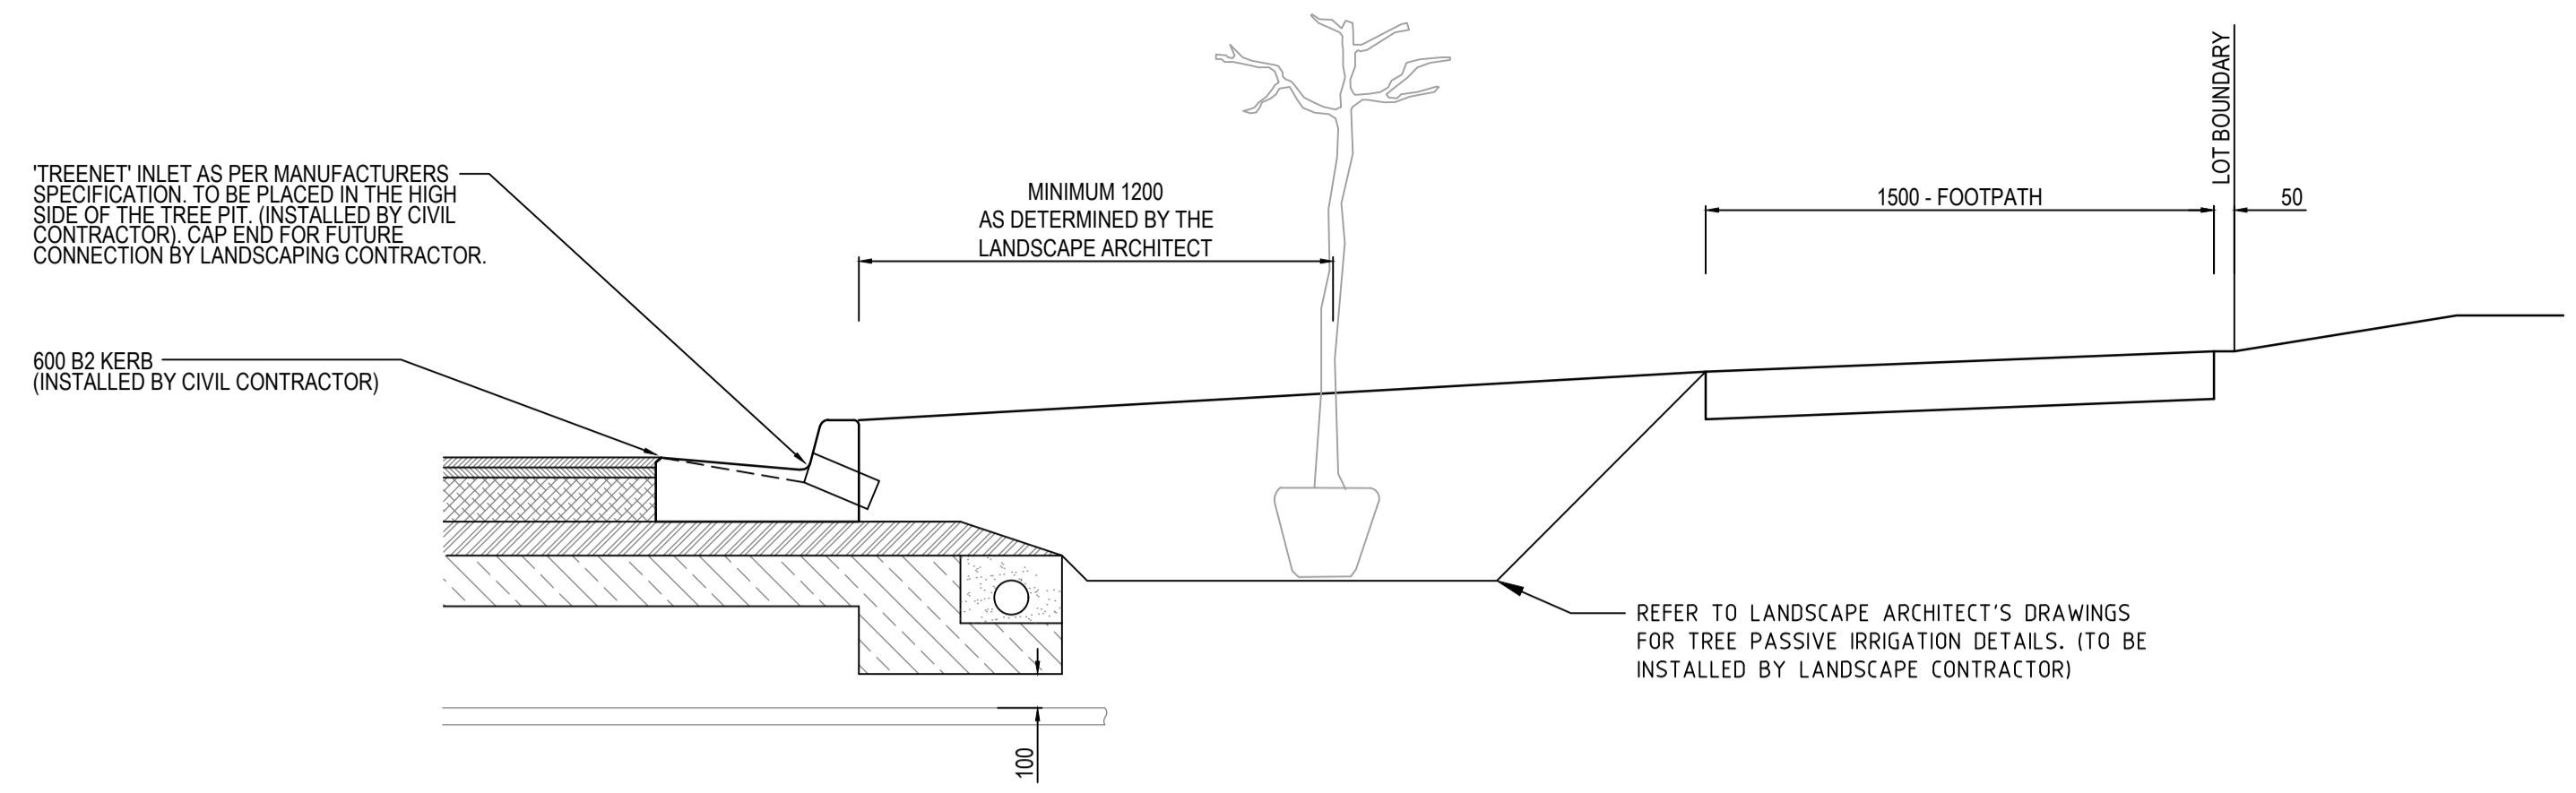 'TREENET' INLET AS PER MANUFACTURERS
SPECIFICATION. TO BE PLACED IN THE HIGH
SIDE OF THE TREE PIT. (INSTALLED BY CIVIL
CONTRACTOR). CAP END FOR FUTURE
CONNECTION BY LANDSCAPING CONTRACTOR.
600 B2 KERB
(INSTALLED BY CIVIL CONTRACTOR)
MINIMUM 1200
AS DETERMINED BY THE
LANDSCAPE ARCHITECT
1500 - FOOTPATH
LOT BOUNDARY
50
REFER TO LANDSCAPE ARCHITECT'S DRAWINGS
FOR TREE PASSIVE IRRIGATION DETAILS. (TO BE
INSTALLED BY LANDSCAPE CONTRACTOR)
100